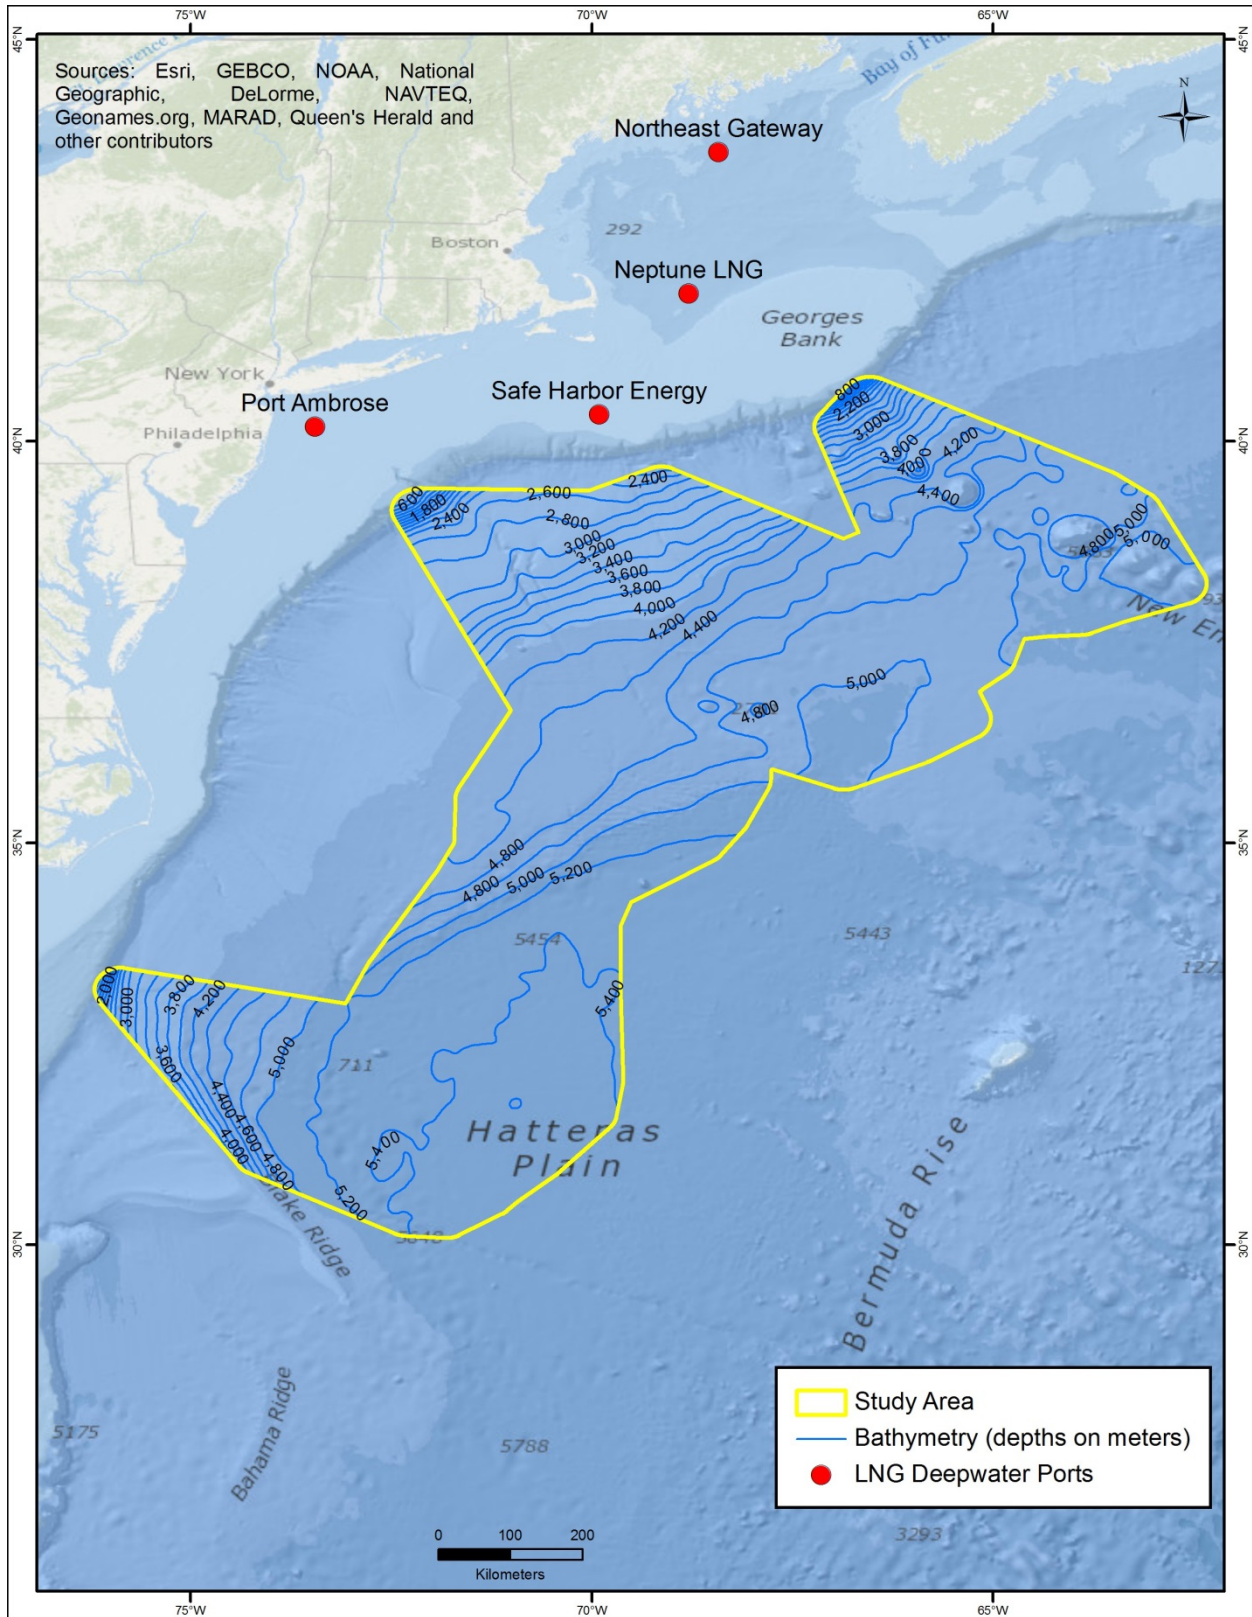 75°W
70°W
65°W
45°N
45°N
Sources: Esri, GEBCO, NOAA, National
Geographic, DeLorme, NAVTEQ,
Geonames.org, MARAD, Queen's Herald and
other contributors
Bay of Fu
N
Northeast Gateway
292
Boston
Neptune LNG
Georges
Bank
New York
Safe Harbor Energy
Port Ambrose
Philadelphia
40°N
40°N
800
2,200
3,000
3,800
4,200
4,400
2,400
2,600
600
1,800
2,400
2,800
3,000
3,200
3,400
3,600
3,800
4,000
4,200
4,400
5,000
4,800
5,000
New En
5,000
4,800
35°N
35°N
4,800
4,800
5,000
5,200
5454
5443
2,000
3,000
3,800
4,200
5,400
5,000
711
3,600
4,400
4,600
4,000
4,800
5,400
5,200
Hatteras
Plain
Blake Ridge
Bermuda Rise
30°N
30°N
Bahama Ridge
5175
5788
3293
Study Area
Bathymetry (depths on meters)
LNG Deepwater Ports
0 100 200
Kilometers
75°W
70°W
65°W